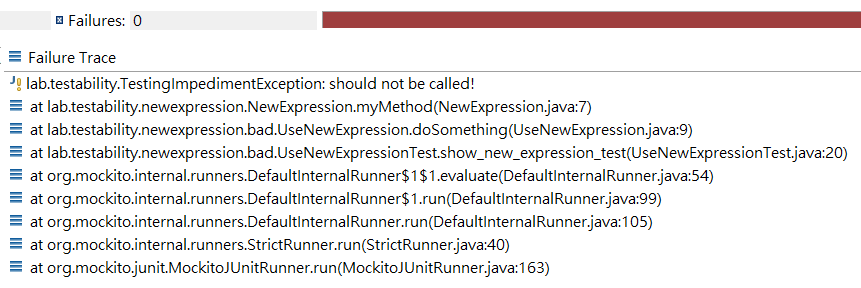 Failures: 0
Failure Trace
lab.testability.TestingImpedimentException: should not be called!
at lab.testability.newexpression.NewExpression.myMethod(NewExpression.java:7)
at lab.testability.newexpression.bad.UseNewExpression.doSomething(UseNewExpression.java:9)
at lab.testability.newexpression.bad.UseNewExpressionTest.show_new_expression_test(UseNewExpressionTest.java:20)
at org.mockito.internal.runners.DefaultInternalRunner$1$1.evaluate(DefaultInternalRunner.java:54)
at org.mockito.internal.runners.DefaultInternalRunner$1.run(DefaultInternalRunner.java:99)
at org.mockito.internal.runners.DefaultInternalRunner.run(DefaultInternalRunner.java:105)
at org.mockito.internal.runners.StrictRunner.run(StrictRunner.java:40)
at org.mockito.junit.MockitoJUnitRunner.run(MockitoJUnitRunner.java:163)